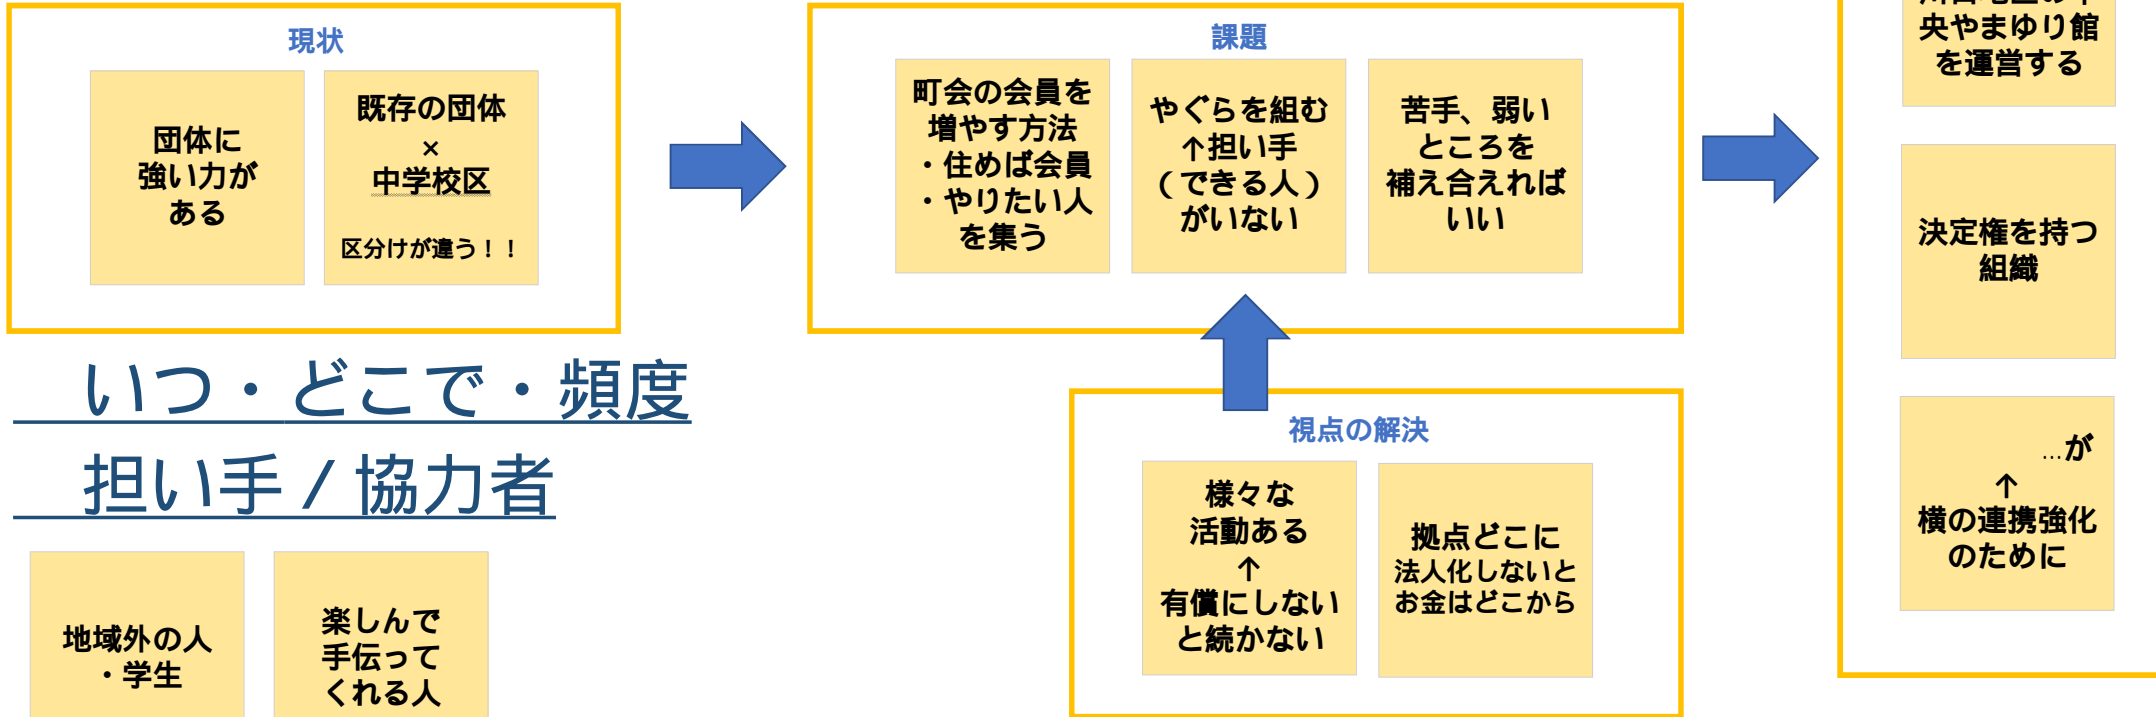 現状
団体に
強い力が
ある
既存の団体
×
中学校区
区分けが違う！！
課題
町会の会員を
増やす方法
・住めば会員
・やりたい人
を集う
やぐらを組む
↑担い手
（できる人）
がいない
苦手、弱い
ところを
補え合えれば
いい
央やまゆり館
を運営する
決定権を持つ
組織
…が
↑
横の連携強化
のために
視点の解決
様々な
活動ある
↑
有償にしない
と続かない
拠点どこに
法人化しないと
お金はどこから
いつ・どこで・頻度
担い手／協力者
地域外の人
・学生
楽しんで
手伝って
くれる人